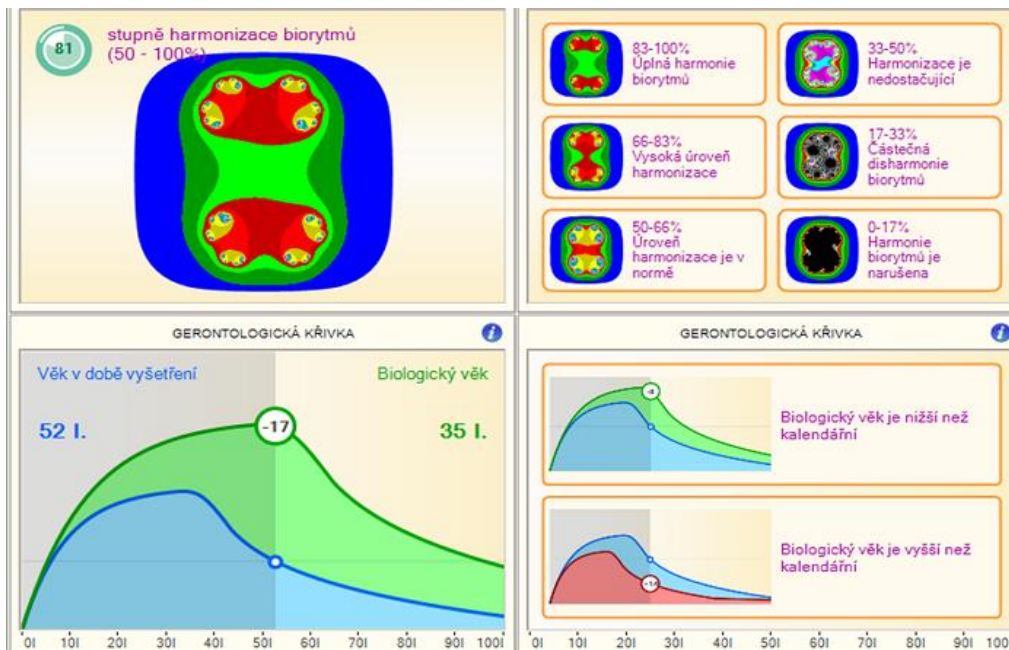 81
stupně harmonizace biorytmů
(50 - 100%)
83-100%
Úplná harmonie
biorytmů
33-50%
Harmonizace je
nedostačující
66-83%
Vysoká úroveň
harmonizace
17-33%
Částečná
disharmonie
biorytmů
50-66%
Úroveň
harmonizace je v
normě
0-17%
Harmonie
biorytmů je
narušena
GERONTOLOGICKÁ KŘIVKA
i
Věk v době vyšetření
Biologický věk
52 l.
-17
35 l.
0l 10l 20l 30l 40l 50l 60l 70l 80l 90l 100l
GERONTOLOGICKÁ KŘIVKA
i
Biologický věk je nižší než
kalendářní
Biologický věk je vyšší než
kalendářní
-14
0l 10l 20l 30l 40l 50l 60l 70l 80l 90l 100l